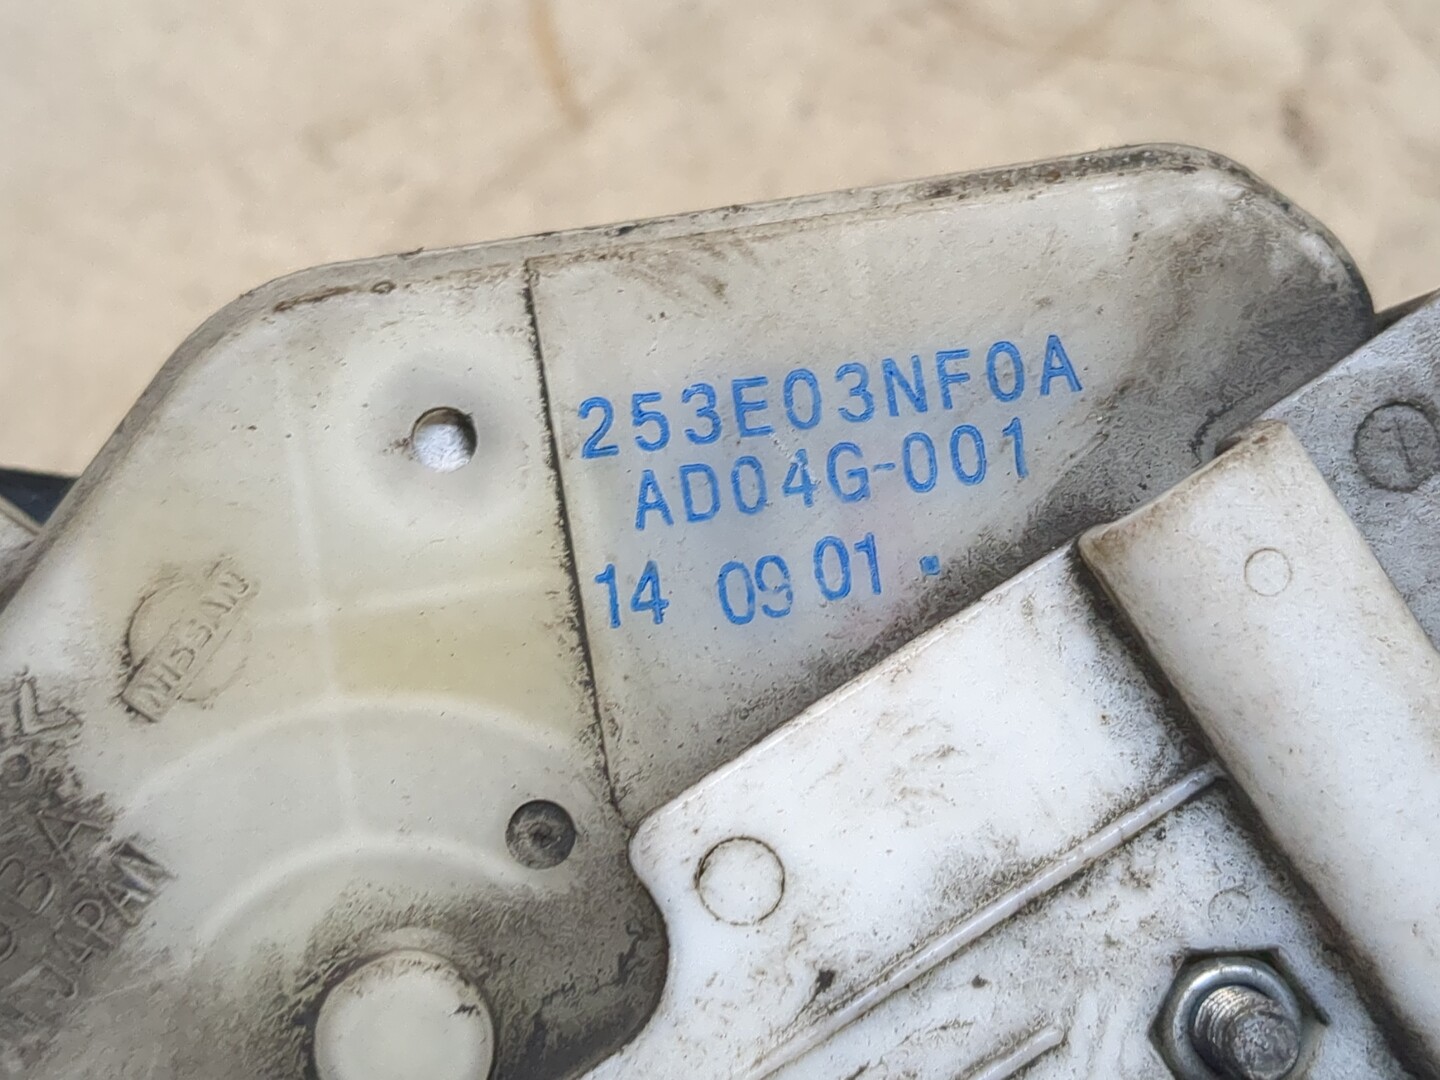 253E03NF0A
AD04G-001
14 09 01 .
NISSAN
JAPAN